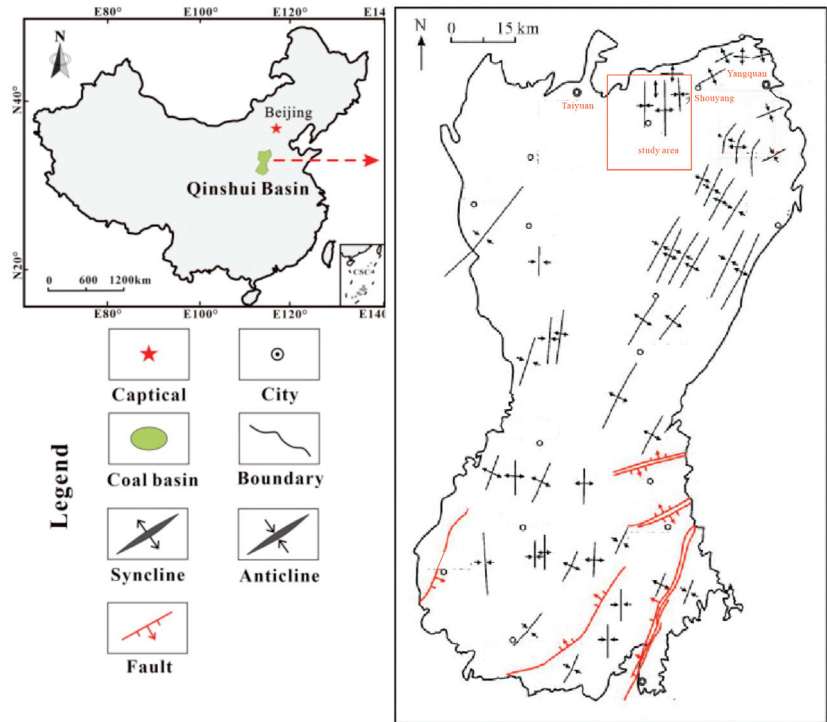 E80° E100° E120° E140
N
N40°
Beijing
Qinshui Basin
N20°
0 600 1200km
CSC
E80° E100° E120° E140
Legend
Captical
City
Coal basin
Boundary
Syncline
Anticline
Fault
N
0 15 km
Taiyuan
Shouyang
Yangquan
study area